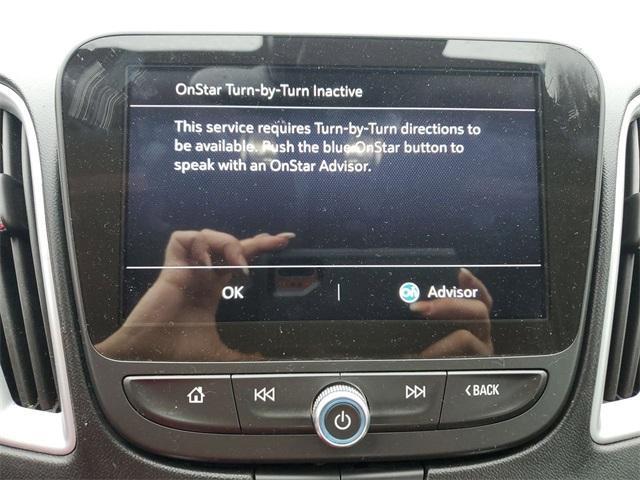 OnStar Turn-by-Turn Inactive
This service requires Turn-by-Turn directions to
be available. Push the blue OnStar button to
speak with an OnStar Advisor.
OK | On Advisor
BACK